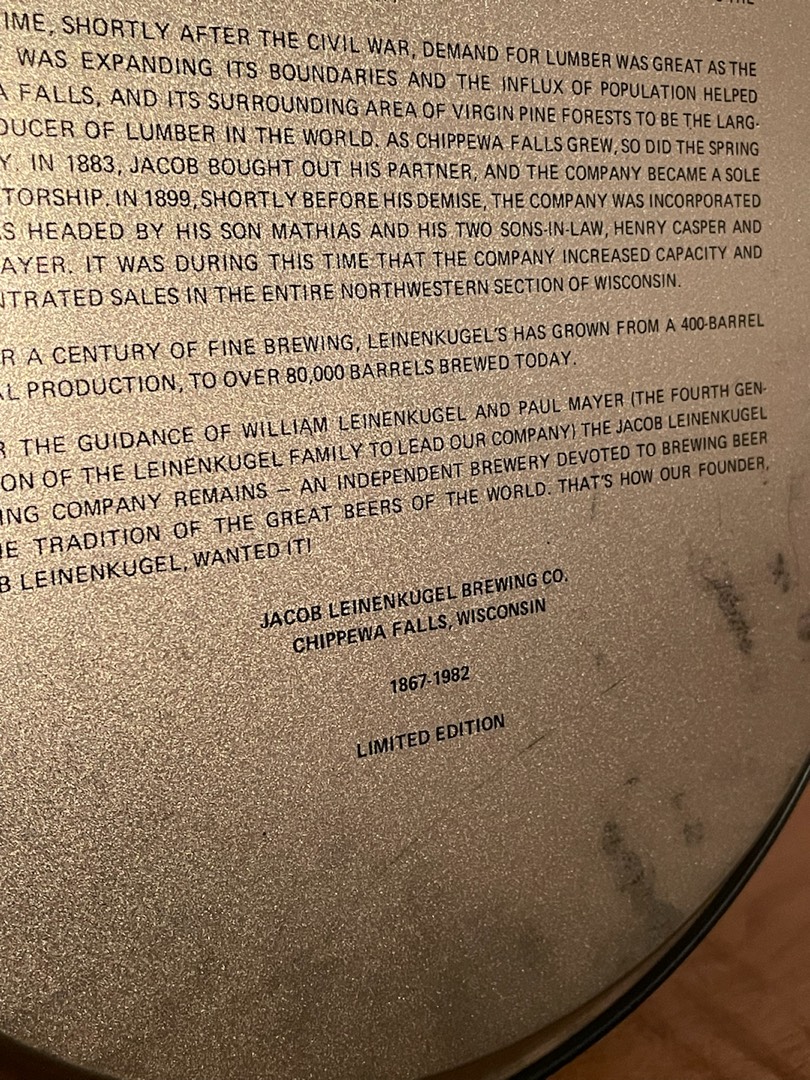 THE
IME, SHORTLY AFTER THE CIVIL WAR, DEMAND FOR LUMBER WAS GREAT AS THE
WAS EXPANDING ITS BOUNDARIES AND THE INFLUX OF POPULATION HELPED
A FALLS, AND ITS SURROUNDING AREA OF VIRGIN PINE FORESTS TO BE THE LARG-
DUCER OF LUMBER IN THE WORLD. AS CHIPPEWA FALLS GREW, SO DID THE SPRING
Y. IN 1883, JACOB BOUGHT OUT HIS PARTNER, AND THE COMPANY BECAME A SOLE
TORSHIP. IN 1899, SHORTLY BEFORE HIS DEMISE, THE COMPANY WAS INCORPORATED
S HEADED BY HIS SON MATHIAS AND HIS TWO SONS-IN-LAW, HENRY CASPER AND
AYER. IT WAS DURING THIS TIME THAT THE COMPANY INCREASED CAPACITY AND
NTRATED SALES IN THE ENTIRE NORTHWESTERN SECTION OF WISCONSIN.
R A CENTURY OF FINE BREWING, LEINENKUGEL'S HAS GROWN FROM A 400-BARREL
AL PRODUCTION, TO OVER 80,000 BARRELS BREWED TODAY.
R THE GUIDANCE OF WILLIAM LEINENKUGEL AND PAUL MAYER (THE FOURTH GEN-
ON OF THE LEINENKUGEL FAMILY TO LEAD OUR COMPANY) THE JACOB LEINENKUGEL
ING COMPANY REMAINS – AN INDEPENDENT BREWERY DEVOTED TO BREWING BEER
HE TRADITION OF THE GREAT BEERS OF THE WORLD. THAT'S HOW OUR FOUNDER,
B LEINENKUGEL, WANTED IT!
JACOB LEINENKUGEL BREWING CO.
CHIPPEWA FALLS, WISCONSIN
1867-1982
LIMITED EDITION